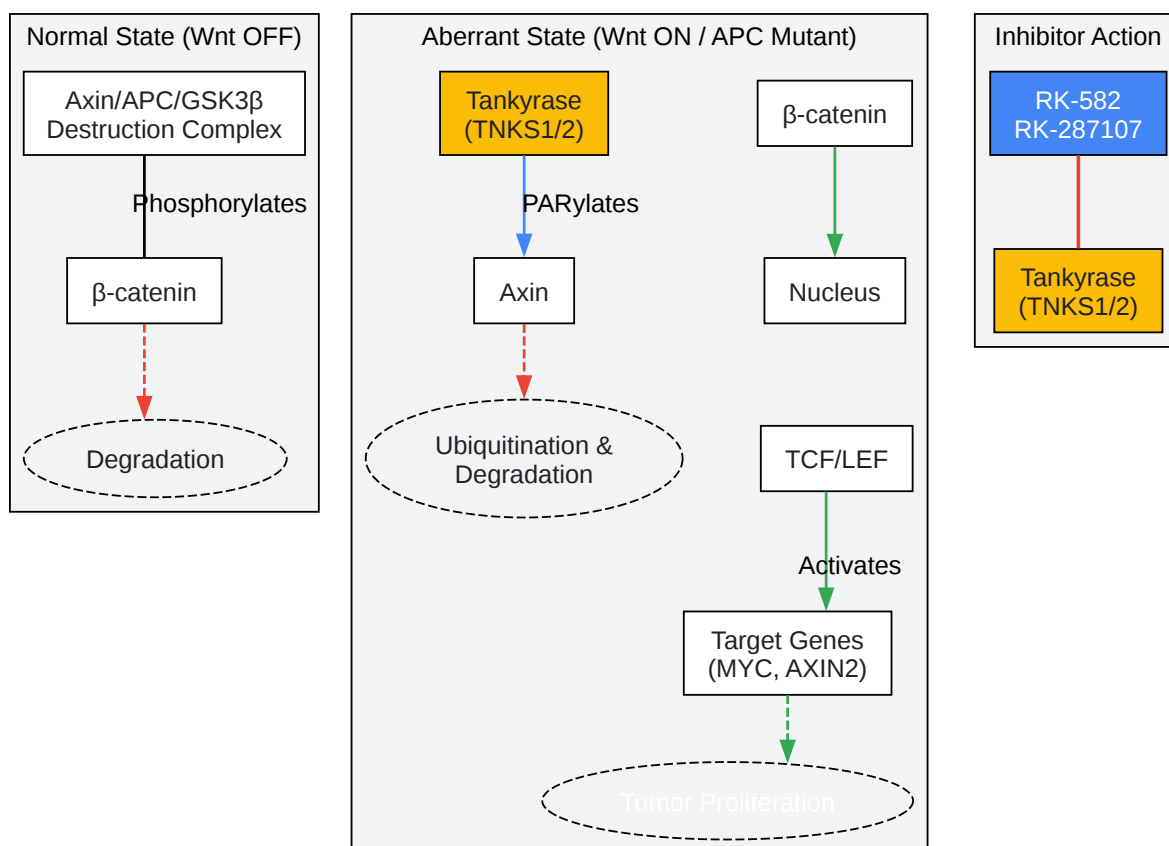 Normal State (Wnt OFF)
Axin/APC/GSK3β
Destruction Complex
Phosphorylates
β-catenin
Degradation
Aberrant State (Wnt ON / APC Mutant)
Tankyrase
(TNKS1/2)
PARylates
Axin
Ubiquitination &
Degradation
β-catenin
Nucleus
TCF/LEF
Activates
Target Genes
(MYC, AXIN2)
Tumor Proliferation
Inhibitor Action
RK-582
RK-287107
Tankyrase
(TNKS1/2)